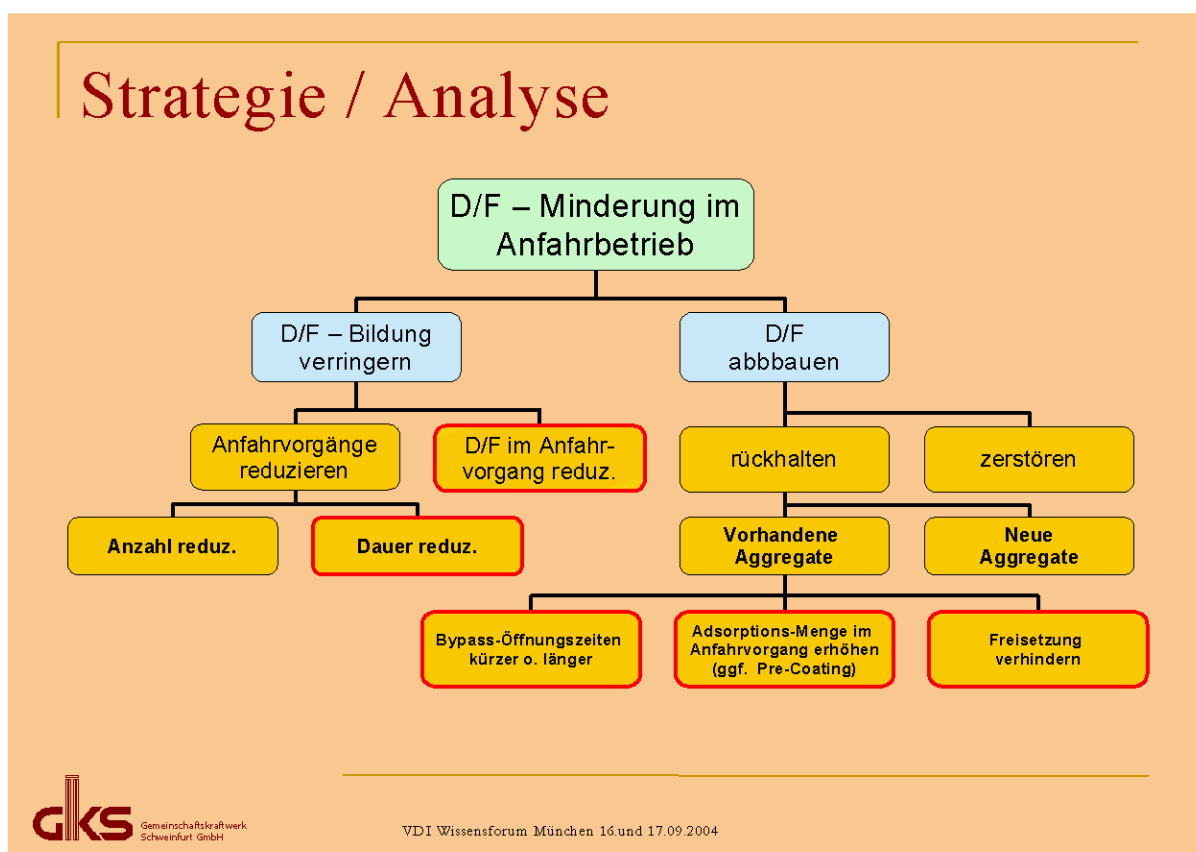 Strategie / Analyse
D/F – Minderung im
Anfahrbetrieb
D/F – Bildung
verringern
D/F
abbbauen
Anfahrvorgänge
reduzieren
D/F im Anfahr-
vorgang reduz.
rückhalten
zerstören
Anzahl reduz.
Dauer reduz.
Vorhandene
Aggregate
Neue
Aggregate
Bypass-Öffnungszeiten
kürzer o. länger
Adsorptions-Menge im
Anfahrvorgang erhöhen
(ggf. Pre-Coating)
Freisetzung
verhindern
GKS
Gemeinschaftskraftwerk
Schweinfurt GmbH
VDI Wissensforum München 16.und 17.09.2004